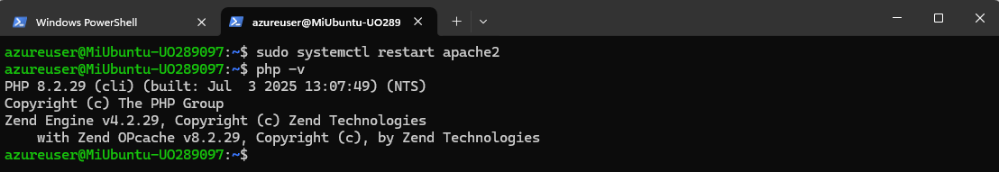 Windows PowerShell
azureuser@MiUbuntu-UO289
azureuser@MiUbuntu-UO289097:~$ sudo systemctl restart apache2
azureuser@MiUbuntu-UO289097:~$ php -v
PHP 8.2.29 (cli) (built: Jul  3 2025 13:07:49) (NTS)
Copyright (c) The PHP Group
Zend Engine v4.2.29, Copyright (c) Zend Technologies
    with Zend OPcache v8.2.29, Copyright (c), by Zend Technologies
azureuser@MiUbuntu-UO289097:~$